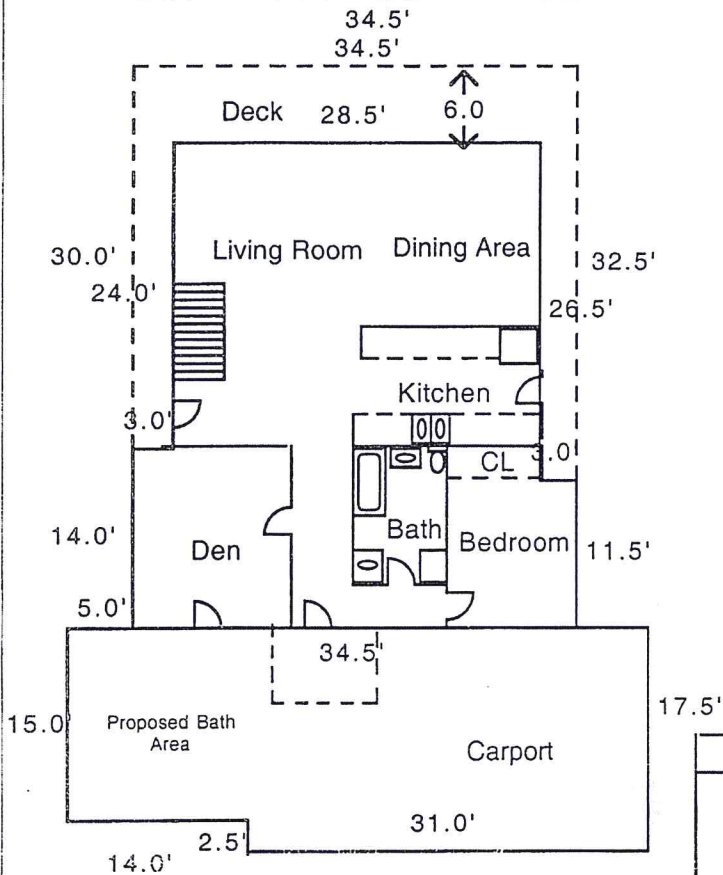 34.5'
34.5'
Deck 28.5' 6.0
Living Room Dining Area
30.0' 32.5'
24.0' 26.5'
Kitchen
3.0'
CL 3.0'
14.0' Den Bath Bedroom 11.5'
5.0'
34.5'
15.0 Proposed Bath 17.5'
Area
Carport
31.0'
2.5'
14.0'